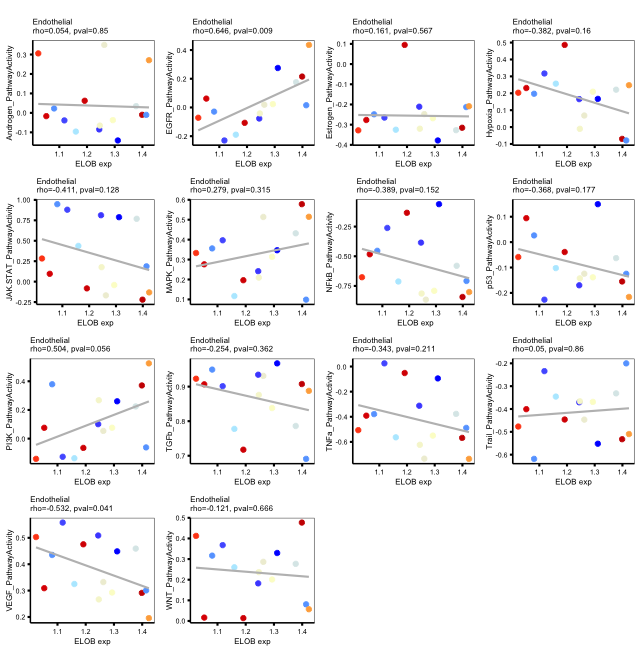 Endothelial
rho=0.054, pval=0.85
Androgen_PathwayActivity
0.3
0.2
0.1
0.0
-0.1
1.1 1.2 1.3 1.4
ELOB exp
Endothelial
rho=0.646, pval=0.009
EGFR_PathwayActivity
0.4
0.2
0.0
-0.2
1.1 1.2 1.3 1.4
ELOB exp
Endothelial
rho=0.161, pval=0.567
Estrogen_PathwayActivity
0.1
0.0
-0.1
-0.2
-0.3
-0.4
1.1 1.2 1.3 1.4
ELOB exp
Endothelial
rho=-0.382, pval=0.16
Hypoxia_PathwayActivity
0.5
0.4
0.3
0.2
0.1
0.0
-0.1
1.1 1.2 1.3 1.4
ELOB exp
Endothelial
rho=-0.411, pval=0.128
JAK-STAT_PathwayActivity
1.00
0.75
0.50
0.25
0.00
-0.25
1.1 1.2 1.3 1.4
ELOB exp
Endothelial
rho=0.279, pval=0.315
MAPK_PathwayActivity
0.6
0.5
0.4
0.3
0.2
0.1
1.1 1.2 1.3 1.4
ELOB exp
Endothelial
rho=-0.389, pval=0.152
NFkB_PathwayActivity
-0.25
-0.50
-0.75
1.1 1.2 1.3 1.4
ELOB exp
Endothelial
rho=-0.368, pval=0.177
p53_PathwayActivity
0.1
0.0
-0.1
-0.2
1.1 1.2 1.3 1.4
ELOB exp
Endothelial
rho=0.504, pval=0.056
PI3K_PathwayActivity
0.4
0.2
0.0
1.1 1.2 1.3 1.4
ELOB exp
Endothelial
rho=-0.254, pval=0.362
TGFb_PathwayActivity
0.9
0.8
0.7
1.1 1.2 1.3 1.4
ELOB exp
Endothelial
rho=-0.343, pval=0.211
TNFa_PathwayActivity
0.0
-0.2
-0.4
-0.6
1.1 1.2 1.3 1.4
ELOB exp
Endothelial
rho=0.05, pval=0.86
Trail_PathwayActivity
-0.2
-0.3
-0.4
-0.5
-0.6
1.1 1.2 1.3 1.4
ELOB exp
Endothelial
rho=-0.532, pval=0.041
VEGF_PathwayActivity
0.5
0.4
0.3
0.2
1.1 1.2 1.3 1.4
ELOB exp
Endothelial
rho=-0.121, pval=0.666
WNT_PathwayActivity
0.5
0.4
0.3
0.2
0.1
0.0
1.1 1.2 1.3 1.4
ELOB exp